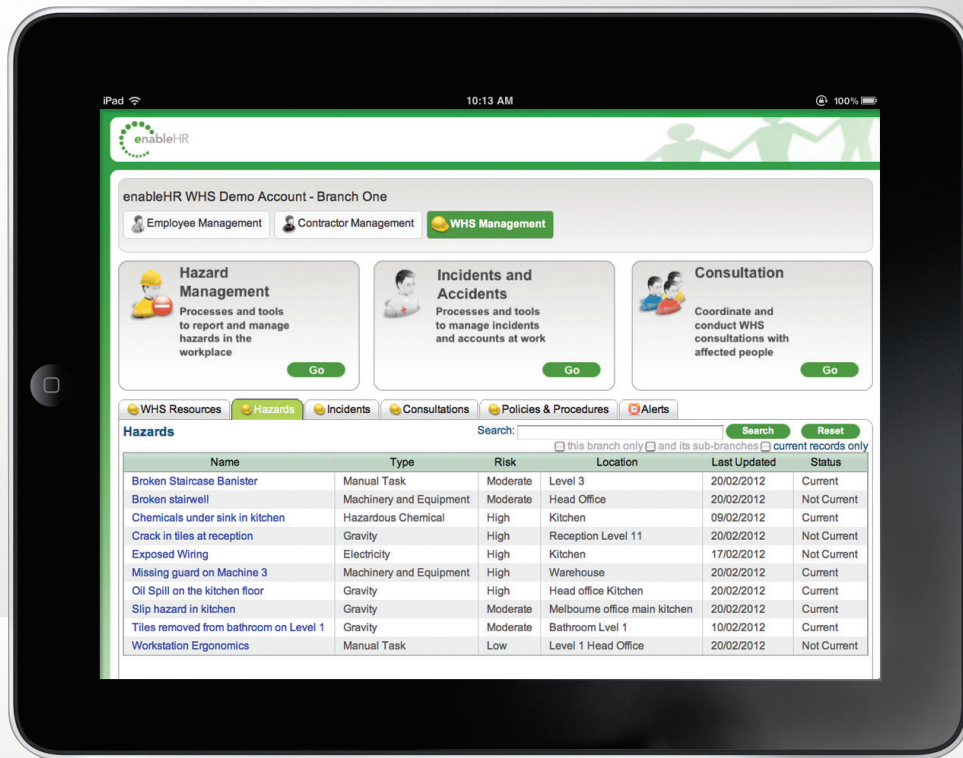 iPad 10:13 AM 100%
enableHR
enableHR WHS Demo Account - Branch One
Employee Management Contractor Management WHS Management
Hazard
Management
Processes and tools
to report and manage
hazards in the
workplace
Go
Incidents and
Accidents
Processes and tools
to manage incidents
and accounts at work
Go
Consultation
Coordinate and
conduct WHS
consultations with
affected people
Go
WHS Resources Hazards Incidents Consultations Policies & Procedures Alerts
Hazards Search: Search Reset
this branch only and its sub-branches current records only
Name Type Risk Location Last Updated Status
Broken Staircase Banister Manual Task Moderate Level 3 20/02/2012 Current
Broken stairwell Machinery and Equipment Moderate Head Office 20/02/2012 Not Current
Chemicals under sink in kitchen Hazardous Chemical High Kitchen 09/02/2012 Current
Crack in tiles at reception Gravity High Reception Level 11 20/02/2012 Not Current
Exposed Wiring Electricity High Kitchen 17/02/2012 Not Current
Missing guard on Machine 3 Machinery and Equipment High Warehouse 20/02/2012 Current
Oil Spill on the kitchen floor Gravity High Head office Kitchen 20/02/2012 Current
Slip hazard in kitchen Gravity Moderate Melbourne office main kitchen 20/02/2012 Current
Tiles removed from bathroom on Level 1 Gravity Moderate Bathroom Lvel 1 10/02/2012 Current
Workstation Ergonomics Manual Task Low Level 1 Head Office 20/02/2012 Not Current